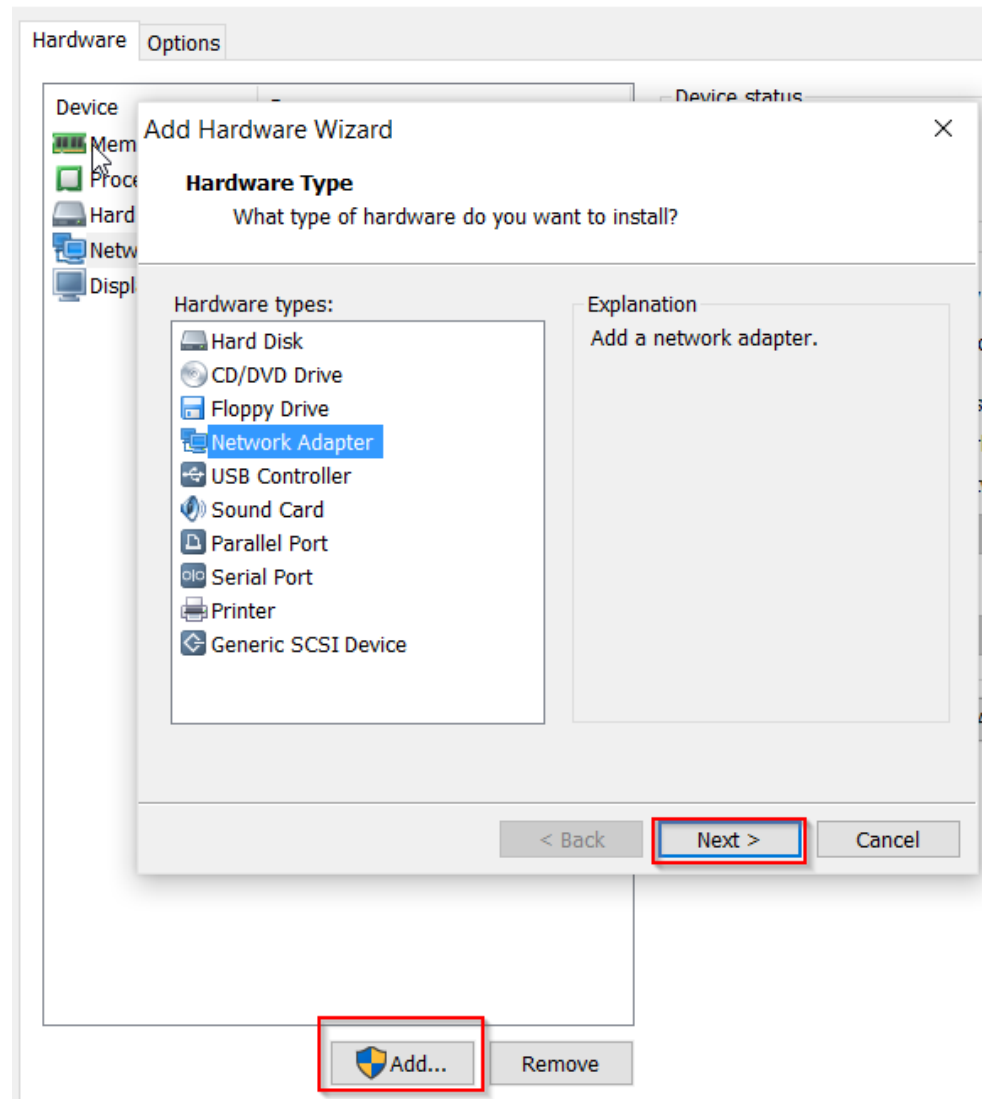 Hardware Options
Device
Device status
Mem
Proce
Hard
Netw
Displ
Add Hardware Wizard
Hardware Type
What type of hardware do you want to install?
Hardware types:
Hard Disk
CD/DVD Drive
Floppy Drive
Network Adapter
USB Controller
Sound Card
Parallel Port
Serial Port
Printer
Generic SCSI Device
Explanation
Add a network adapter.
< Back Next > Cancel
Add... Remove